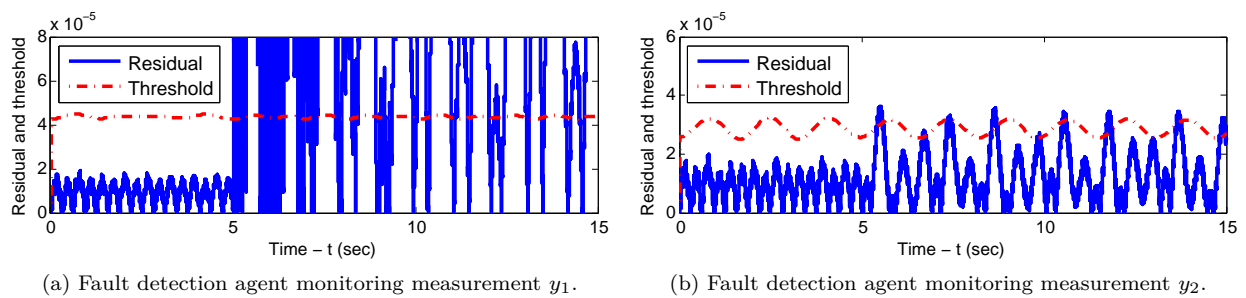 x 10⁻⁵
8
6
4
2
0
Residual and threshold
Residual
Threshold
0
5
10
15
Time − t (sec)
(a) Fault detection agent monitoring measurement y₁.
x 10⁻⁵
6
4
2
0
Residual and threshold
Residual
Threshold
0
5
10
15
Time − t (sec)
(b) Fault detection agent monitoring measurement y₂.